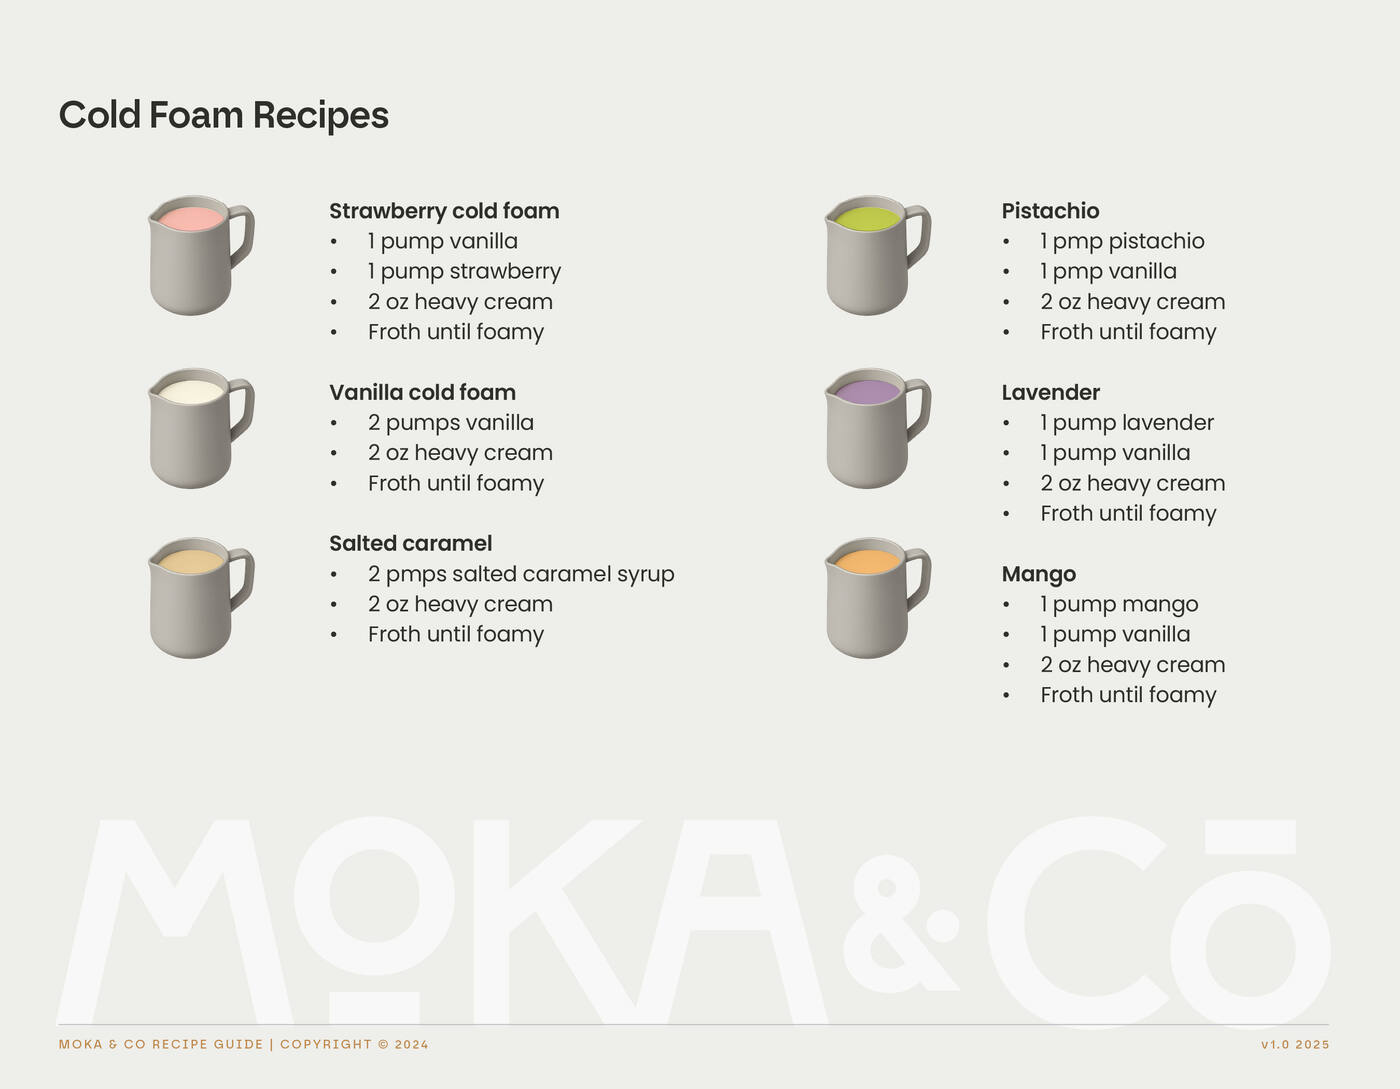 Cold Foam Recipes
Strawberry cold foam
• 1 pump vanilla
• 1 pump strawberry
• 2 oz heavy cream
• Froth until foamy
Vanilla cold foam
• 2 pumps vanilla
• 2 oz heavy cream
• Froth until foamy
Salted caramel
• 2 pmps salted caramel syrup
• 2 oz heavy cream
• Froth until foamy
Pistachio
• 1 pmp pistachio
• 1 pmp vanilla
• 2 oz heavy cream
• Froth until foamy
Lavender
• 1 pump lavender
• 1 pump vanilla
• 2 oz heavy cream
• Froth until foamy
Mango
• 1 pump mango
• 1 pump vanilla
• 2 oz heavy cream
• Froth until foamy
MOKA & Cō
MOKA & CO RECIPE GUIDE | COPYRIGHT © 2024
v1.0 2025